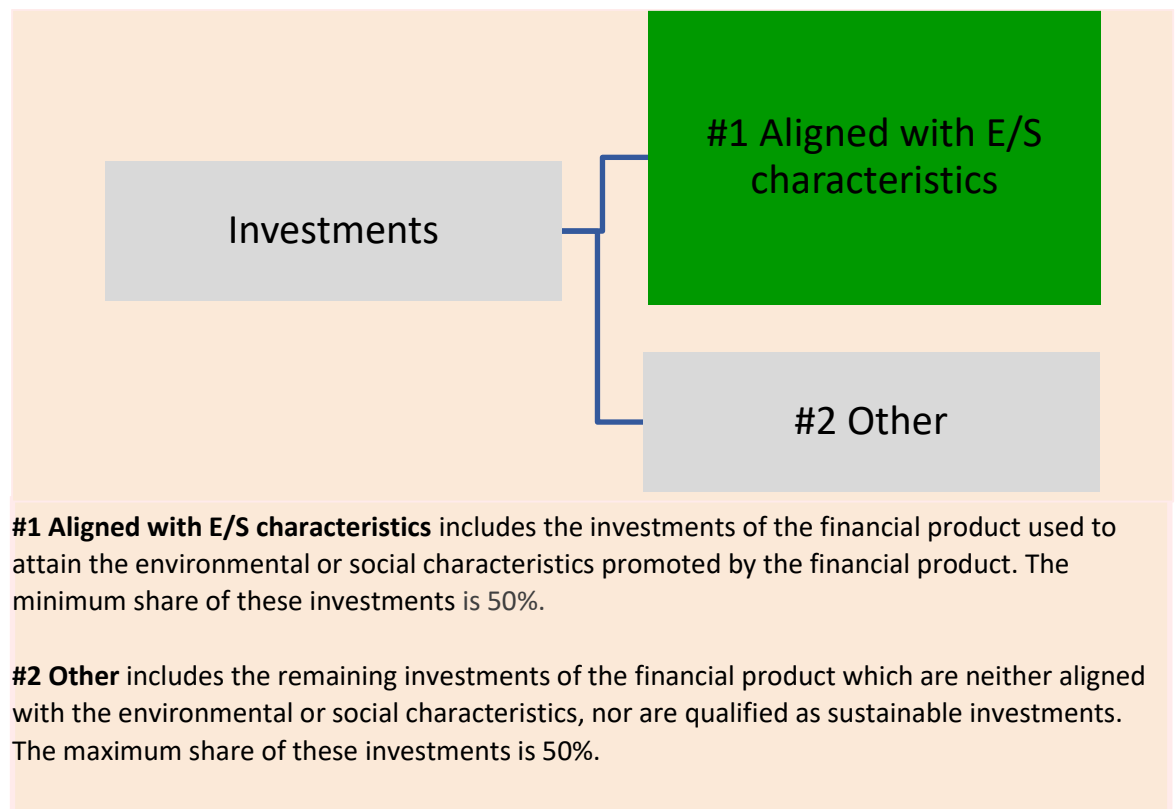 #1 Aligned with E/S
characteristics
Investments
#2 Other
#1 Aligned with E/S characteristics includes the investments of the financial product used to
attain the environmental or social characteristics promoted by the financial product. The
minimum share of these investments is 50%.
#2 Other includes the remaining investments of the financial product which are neither aligned
with the environmental or social characteristics, nor are qualified as sustainable investments.
The maximum share of these investments is 50%.